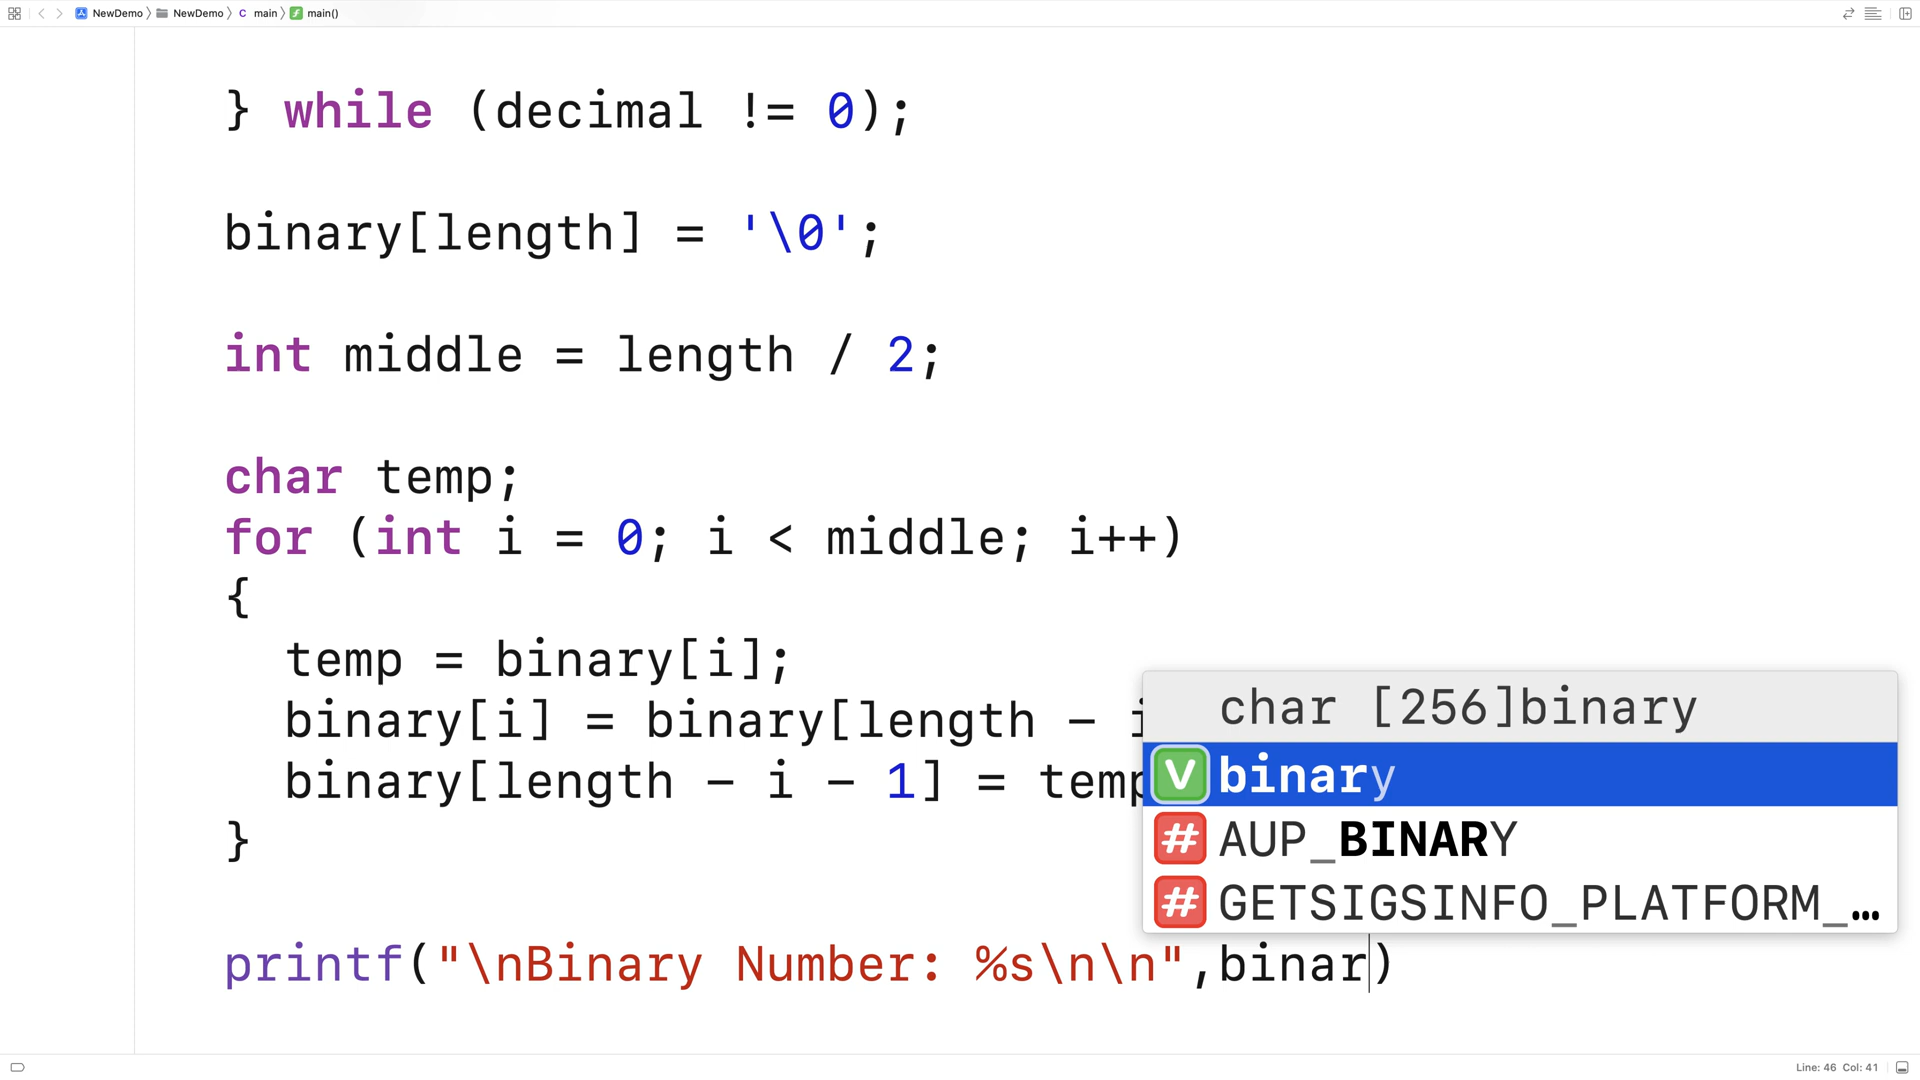 NewDemo 〉 NewDemo 〉 C main 〉 f main()
} while (decimal != 0);
binary[length] = '\0';
int middle = length / 2;
char temp;
for (int i = 0; i < middle; i++)
{
temp = binary[i];
binary[i] = binary[length - i
binary[length - i - 1] = temp
}
char [256]binary
V binary
# AUP_BINARY
# GETSIGSINFO_PLATFORM_…
printf("\nBinary Number: %s\n\n",binar)
Line: 46 Col: 41